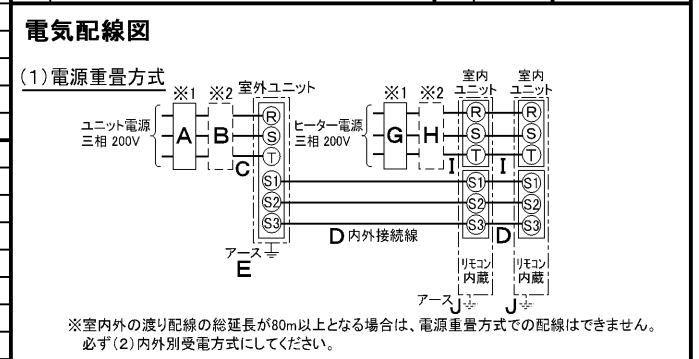 電気配線図
(1)電源重畳方式
※1 ※2 室外ユニット
ユニット電源
三相 200V
A B C
R
S
T
S1
S2
S3
アース
E
※1 ※2
ヒーター電源
三相 200V
G H
室内
ユニット
室内
ユニット
R R
S S
T T
I I
S1 S1
S2 S2
S3 S3
D 内外接続線
D
リモコン
内蔵
リモコン
内蔵
アース J J
※室内外の渡り配線の総延長が80m以上となる場合は、電源重畳方式での配線はできません。
必ず(2)内外別受電方式にしてください。